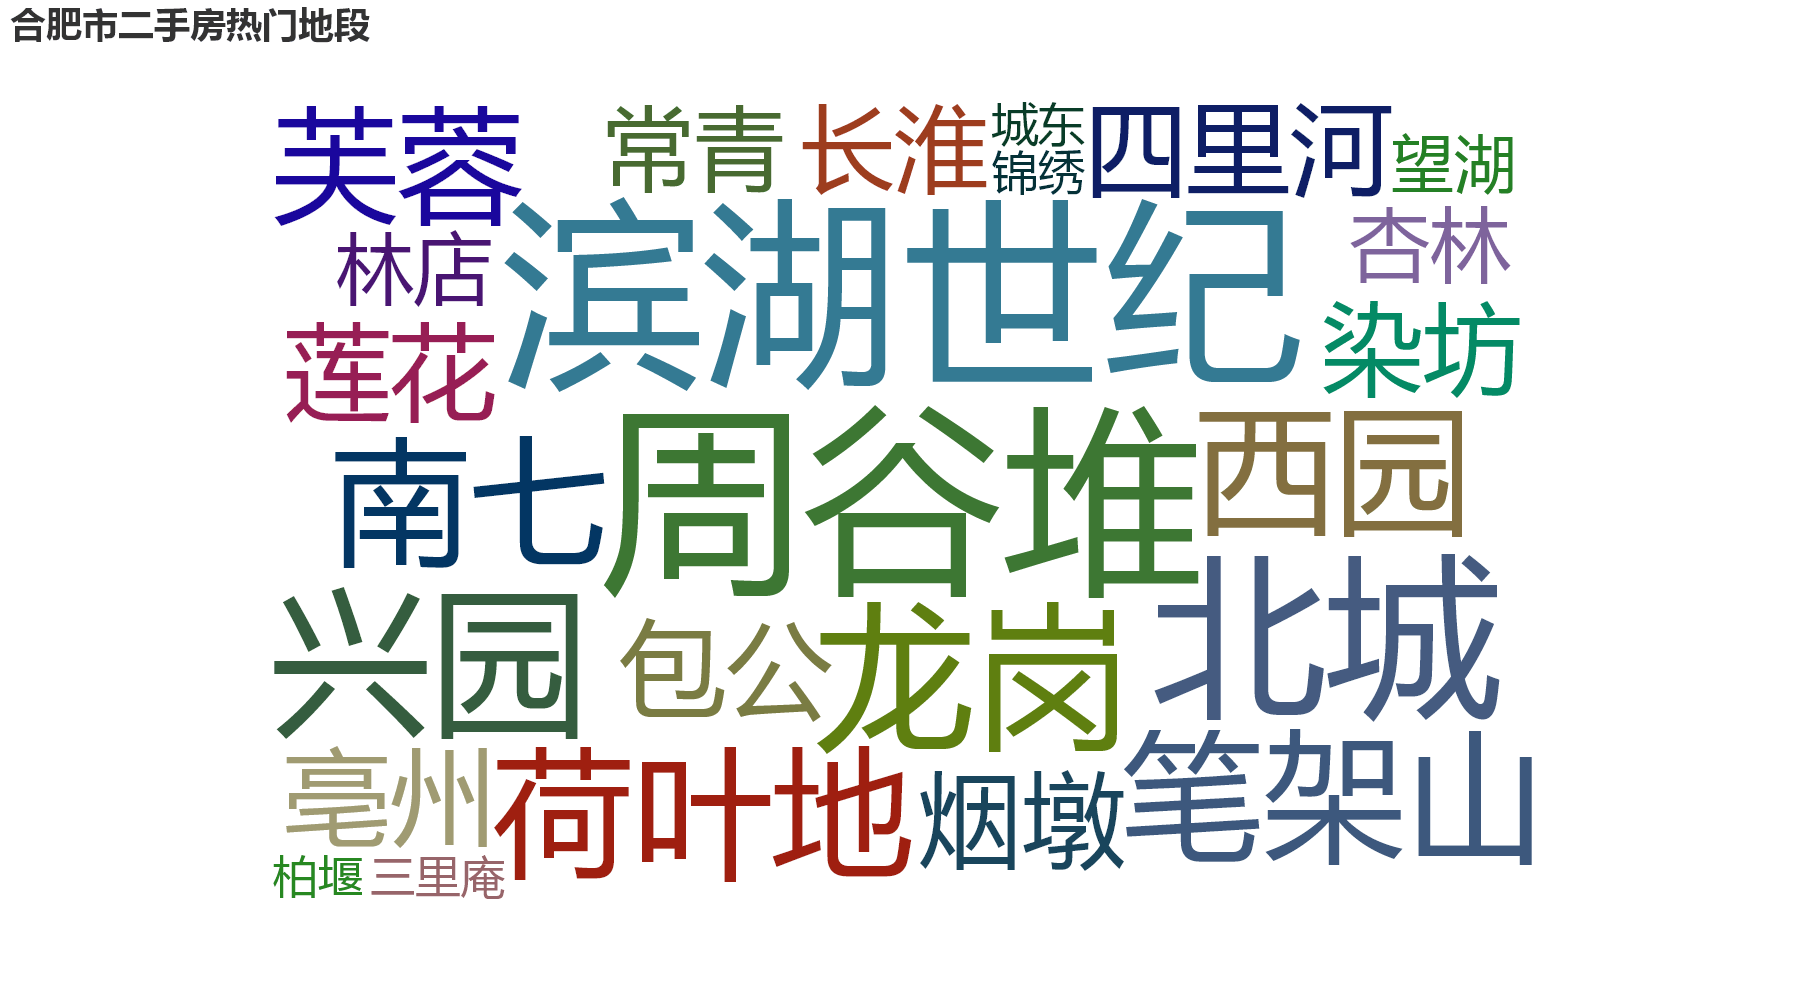 合肥市二手房热门地段
芙蓉
常青
长淮
城东
锦绣
四里河
望湖
林店
滨湖世纪
杏林
莲花
染坊
南七
周谷堆
西园
兴园
包公
龙岗
北城
亳州
荷叶地
烟墩
笔架山
柏堰
三里庵